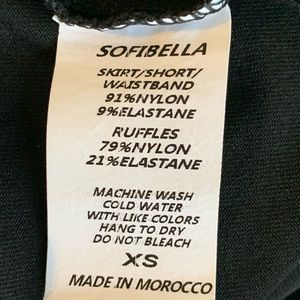 SOFIBELLA
SKIRT/SHORT/
WAISTBAND
91%NYLON
9%ELASTANE
RUFFLES
79%NYLON
21%ELASTANE
MACHINE WASH
COLD WATER
WITH LIKE COLORS
HANG TO DRY
DO NOT BLEACH
XS
MADE IN MOROCCO